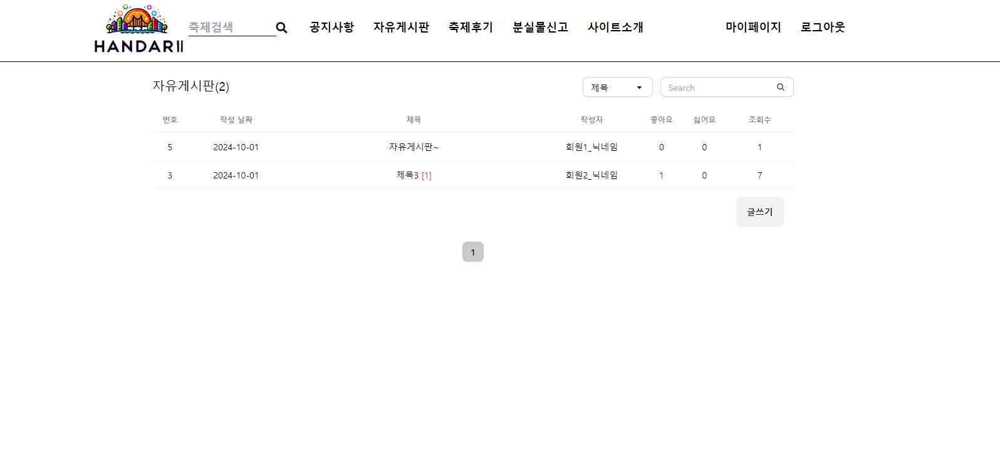 HANDARII
축제검색 공지사항 자유게시판 축제후기 분실물신고 사이트소개 마이페이지 로그아웃
자유게시판(2) 제목 Search
번호 작성 날짜 제목 작성자 좋아요 싫어요 조회수
5 2024-10-01 자유게시판~ 회원1_닉네임 0 0 1
3 2024-10-01 제목3 [1] 회원2_닉네임 1 0 7
글쓰기
1